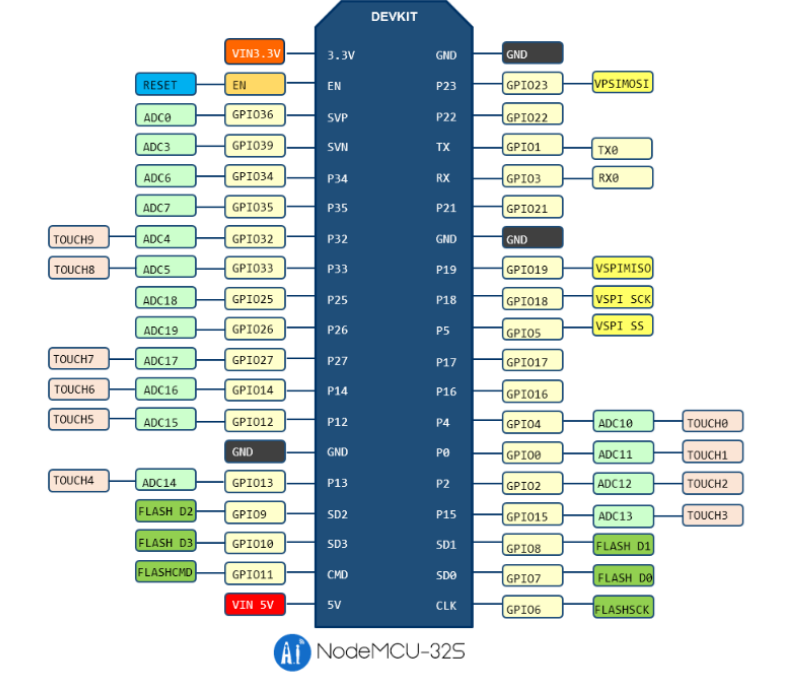 DEVKIT
VIN3.3V 3.3V GND GND
RESET EN EN P23 GPIO23 VPSIMOSI
ADC0 GPIO36 SVP P22 GPIO22
ADC3 GPIO39 SVN TX GPIO1 TX0
ADC6 GPIO34 P34 RX GPIO3 RX0
ADC7 GPIO35 P35 P21 GPIO21
TOUCH9 ADC4 GPIO32 P32 GND GND
TOUCH8 ADC5 GPIO33 P33 P19 GPIO19 VSPIMISO
ADC18 GPIO25 P25 P18 GPIO18 VSPI SCK
ADC19 GPIO26 P26 P5 GPIO5 VSPI SS
TOUCH7 ADC17 GPIO27 P27 P17 GPIO17
TOUCH6 ADC16 GPIO14 P14 P16 GPIO16
TOUCH5 ADC15 GPIO12 P12 P4 GPIO4 ADC10 TOUCH0
GND GND P0 GPIO0 ADC11 TOUCH1
TOUCH4 ADC14 GPIO13 P13 P2 GPIO2 ADC12 TOUCH2
FLASH D2 GPIO9 SD2 P15 GPIO15 ADC13 TOUCH3
FLASH D3 GPIO10 SD3 SD1 GPIO8 FLASH D1
FLASHCMD GPIO11 CMD SD0 GPIO7 FLASH D0
VIN 5V 5V CLK GPIO6 FLASHSCK
Ai NodeMCU-32S